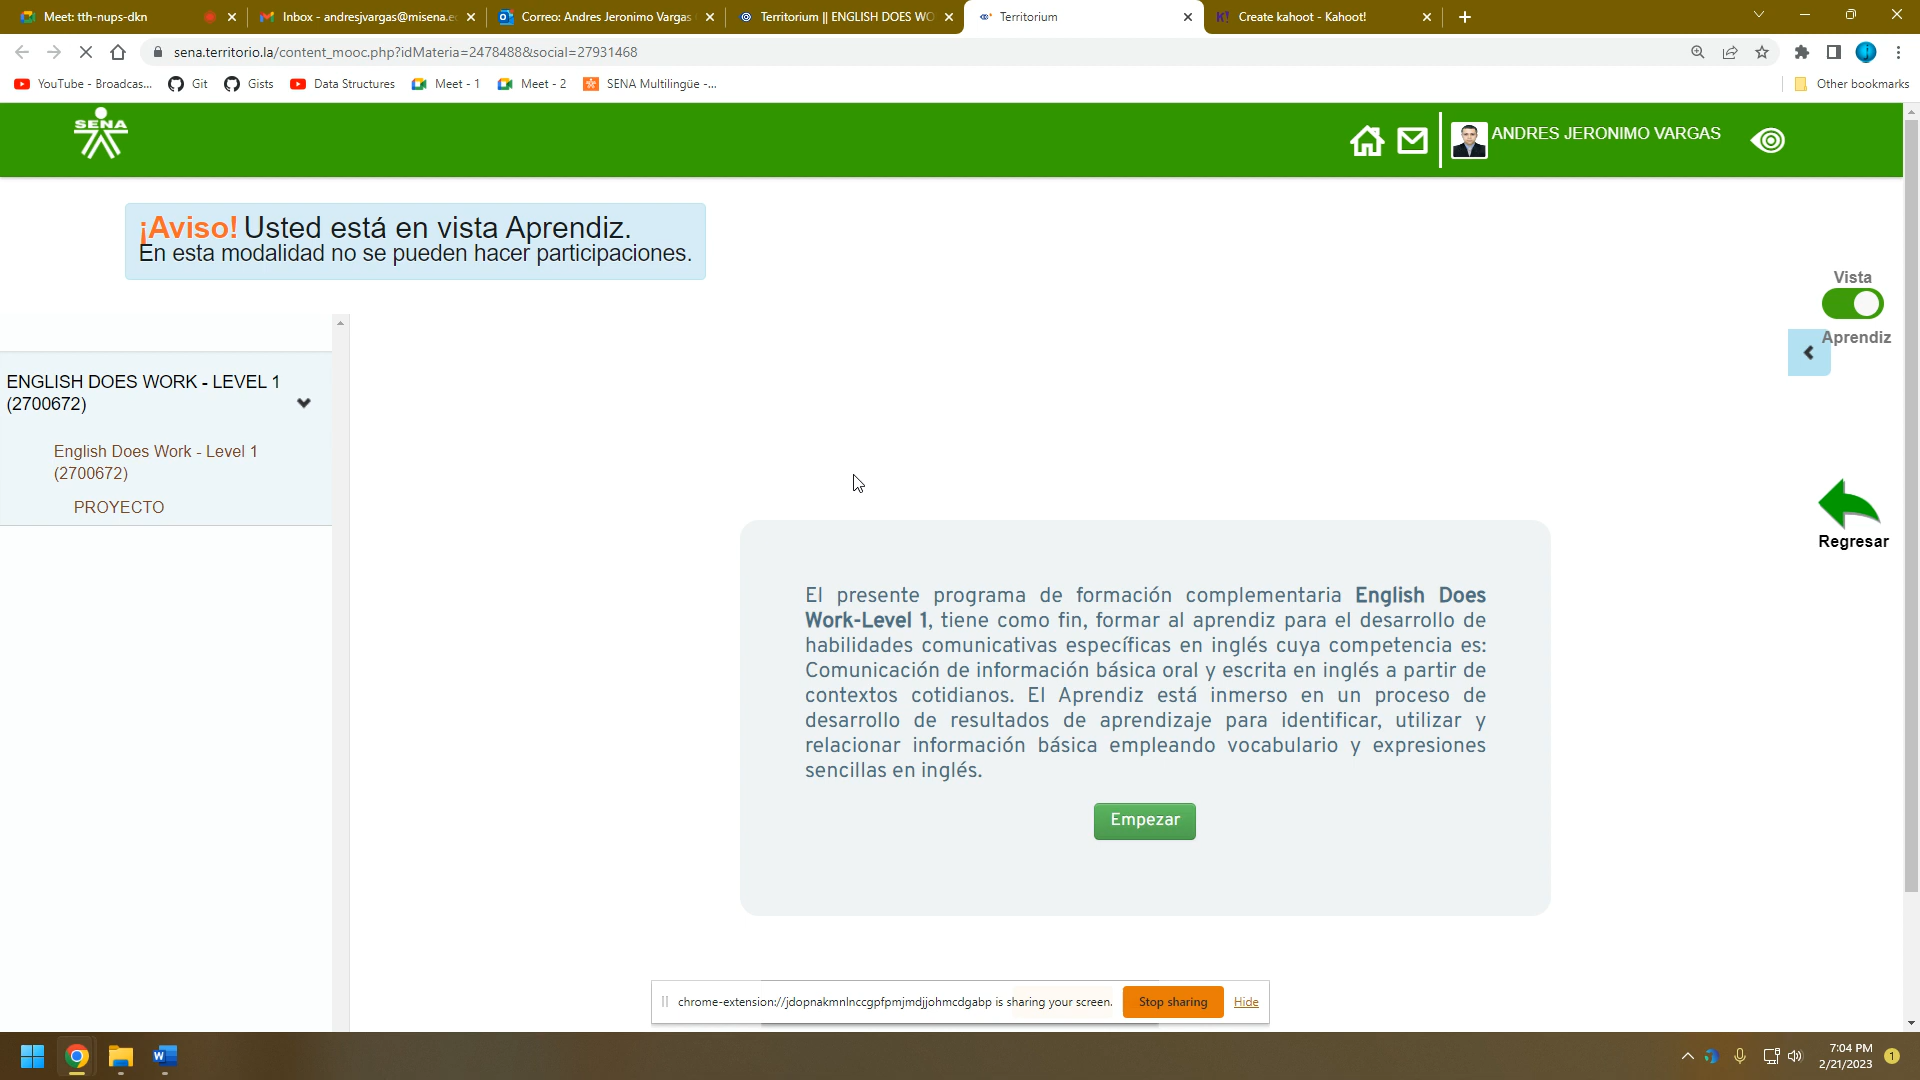 Meet: tth-nups-dkn
Inbox - andresjvargas@misena.ec
Correo: Andres Jeronimo Vargas
Territorium || ENGLISH DOES WO
Territorium
Create kahoot - Kahoot!
sena.territorio.la/content_mooc.php?idMateria=2478488&social=27931468
YouTube - Broadcas...
Git
Gists
Data Structures
Meet - 1
Meet - 2
SENA Multilingüe -...
Other bookmarks
SENA
ANDRES JERONIMO VARGAS
¡Aviso! Usted está en vista Aprendiz.
En esta modalidad no se pueden hacer participaciones.
Vista
Aprendiz
ENGLISH DOES WORK - LEVEL 1
(2700672)
English Does Work - Level 1
(2700672)
PROYECTO
Regresar
El presente programa de formación complementaria English Does
Work-Level 1, tiene como fin, formar al aprendiz para el desarrollo de
habilidades comunicativas específicas en inglés cuya competencia es:
Comunicación de información básica oral y escrita en inglés a partir de
contextos cotidianos. El Aprendiz está inmerso en un proceso de
desarrollo de resultados de aprendizaje para identificar, utilizar y
relacionar información básica empleando vocabulario y expresiones
sencillas en inglés.
Empezar
chrome-extension://jdopnakmnlnccgpfpmjmdjjohmcdgabp is sharing your screen.
Stop sharing
Hide
7:04 PM
2/21/2023
1